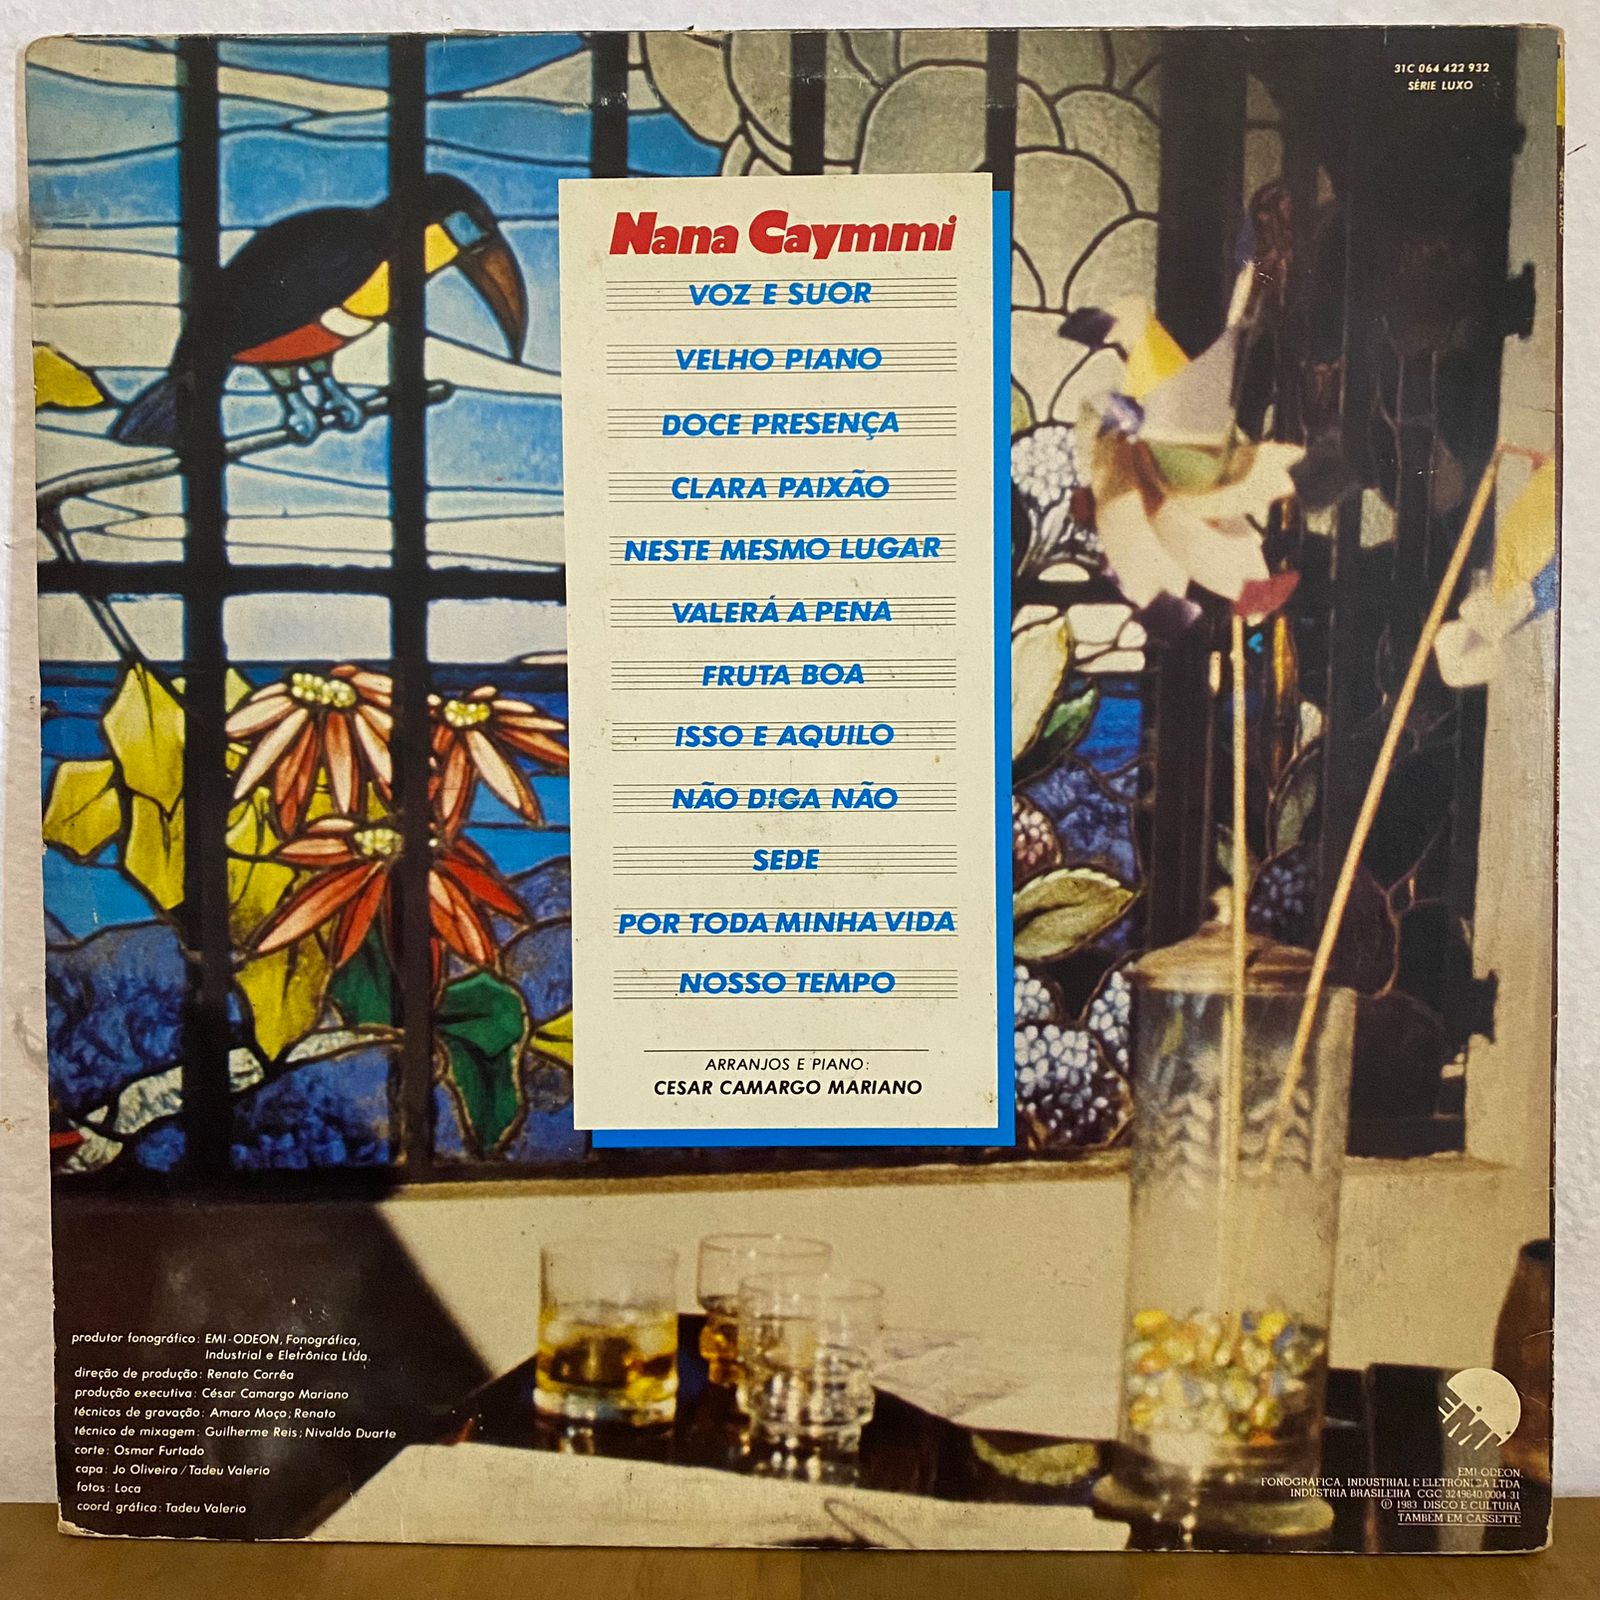 31C 064 422 932
SÉRIE LUXO
Nana Caymmi
VOZ E SUOR
VELHO PIANO
DOCE PRESENÇA
CLARA PAIXÃO
NESTE MESMO LUGAR
VALERÁ A PENA
FRUTA BOA
ISSO E AQUILO
NÃO DIGA NÃO
SEDE
POR TODA MINHA VIDA
NOSSO TEMPO
ARRANJOS E PIANO:
CESAR CAMARGO MARIANO
produtor fonográfico: EMI-ODEON, Fonográfica,
Industrial e Eletrônica Ltda.
direção de produção: Renato Corrêa
produção executiva: César Camargo Mariano
técnicos de gravação: Amaro Moço; Renato
técnico de mixagem: Guilherme Reis; Nivaldo Duarte
corte: Osmar Furtado
capa: Jo Oliveira / Tadeu Valerio
fotos: Loca
coord. gráfica: Tadeu Valerio
EMI
EMI-ODEON,
FONOGRAFICA, INDUSTRIAL E ELETRÔNICA LTDA
INDUSTRIA BRASILEIRA CGC 3249640 0004-31
℗ 1983 DISCO E CULTURA
TAMBEM EM CASSETTE